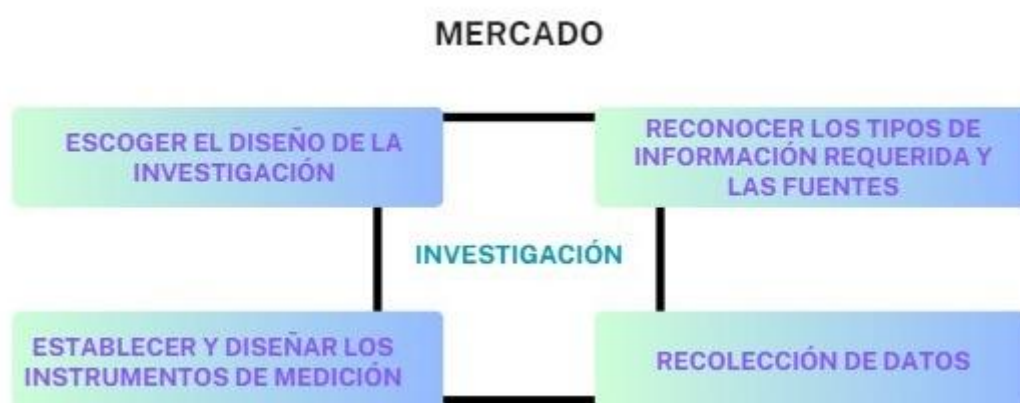 MERCADO
ESCOGER EL DISEÑO DE LA
INVESTIGACIÓN
RECONOCER LOS TIPOS DE
INFORMACIÓN REQUERIDA Y
LAS FUENTES
INVESTIGACIÓN
ESTABLECER Y DISEÑAR LOS
INSTRUMENTOS DE MEDICIÓN
RECOLECCIÓN DE DATOS